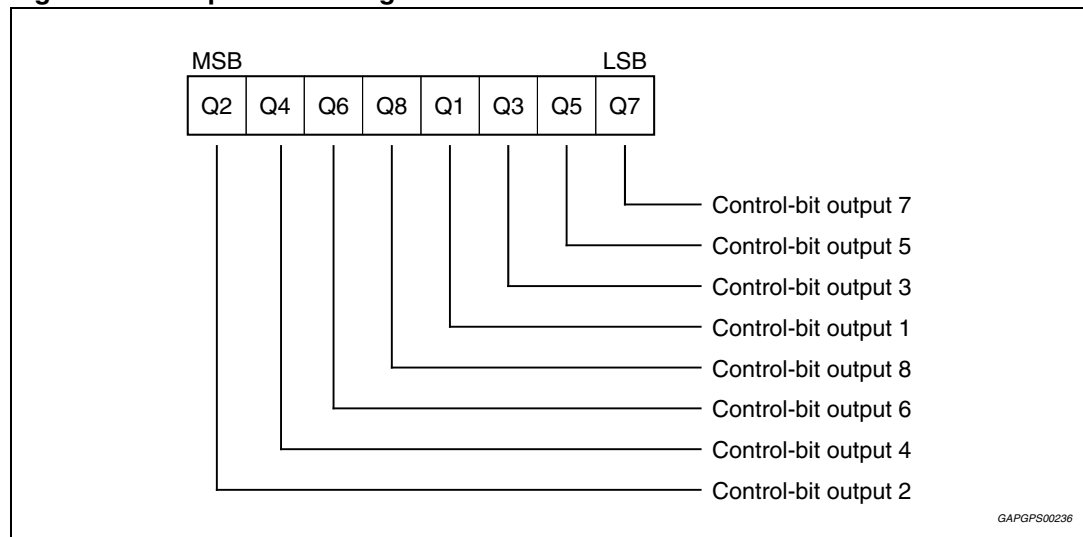 MSB LSB
Q2 Q4 Q6 Q8 Q1 Q3 Q5 Q7
Control-bit output 7
Control-bit output 5
Control-bit output 3
Control-bit output 1
Control-bit output 8
Control-bit output 6
Control-bit output 4
Control-bit output 2
GAPGPS00236